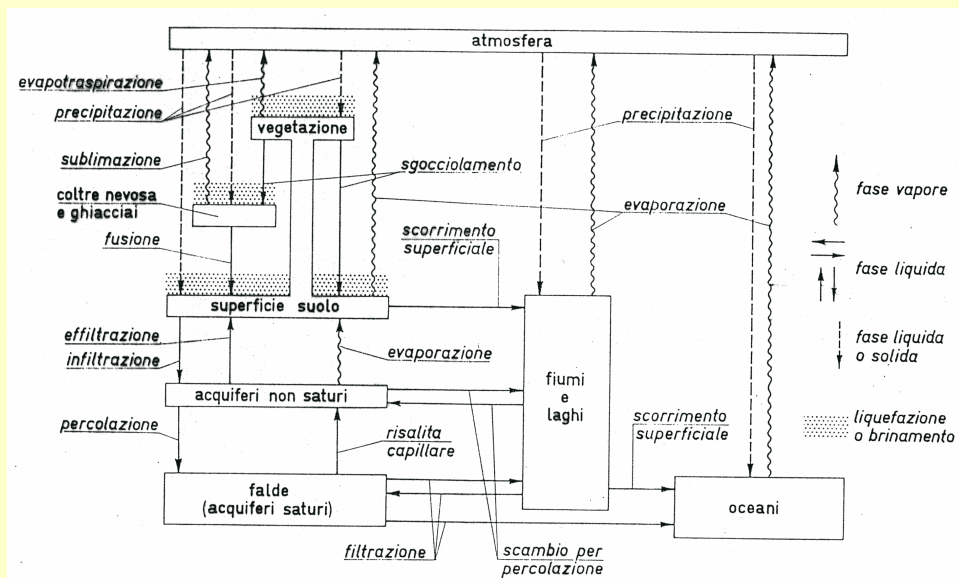 atmosfera
evapotraspirazione
precipitazione
vegetazione
sublimazione
sgocciolamento
coltre nevosa
e ghiacciai
fusione
scorrimento
superficiale
superficie suolo
effiltrazione
infiltrazione
evaporazione
acquiferi non saturi
percolazione
risalita
capillare
falde
(acquiferi saturi)
filtrazione
scambio per
percolazione
precipitazione
evaporazione
fiumi
e
laghi
scorrimento
superficiale
oceani
fase vapore
fase liquida
fase liquida
o solida
liquefazione
o brinamento